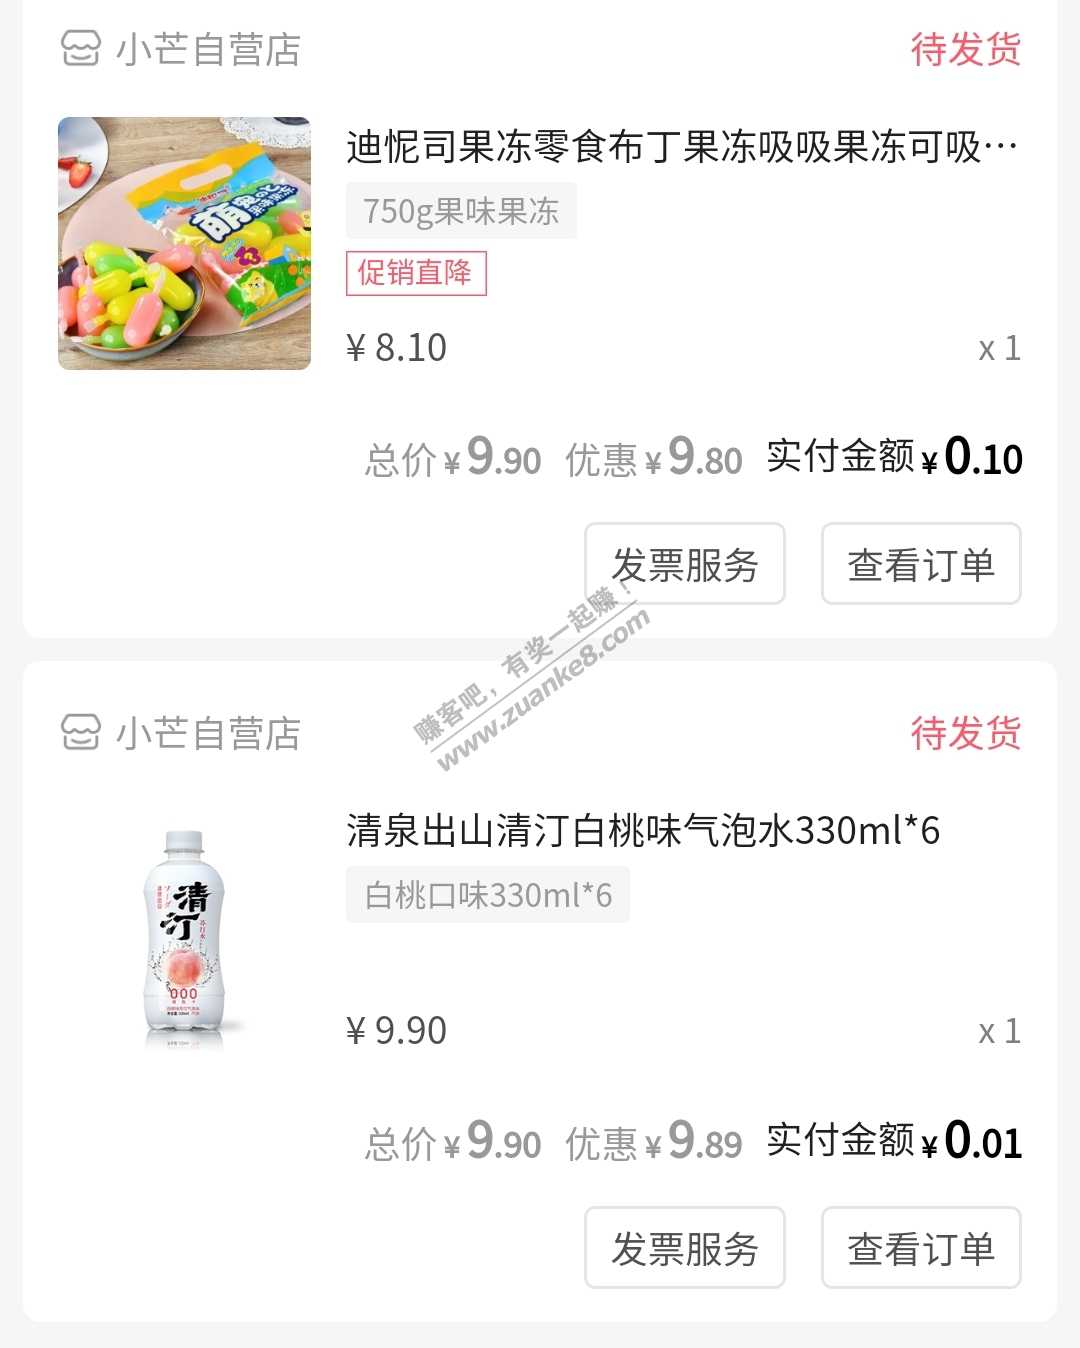 小芒自营店
待发货
迪怩司果冻零食布丁果冻吸吸果冻可吸…
750g果味果冻
促销直降
¥ 8.10
x 1
总价 ¥ 9.90 优惠 ¥ 9.80 实付金额 ¥ 0.10
发票服务
查看订单
赚客吧，有奖一起赚！
www.zuanke8.com
小芒自营店
待发货
清泉出山清汀白桃味气泡水330ml*6
白桃口味330ml*6
清汀
000
¥ 9.90
x 1
总价 ¥ 9.90 优惠 ¥ 9.89 实付金额 ¥ 0.01
发票服务
查看订单